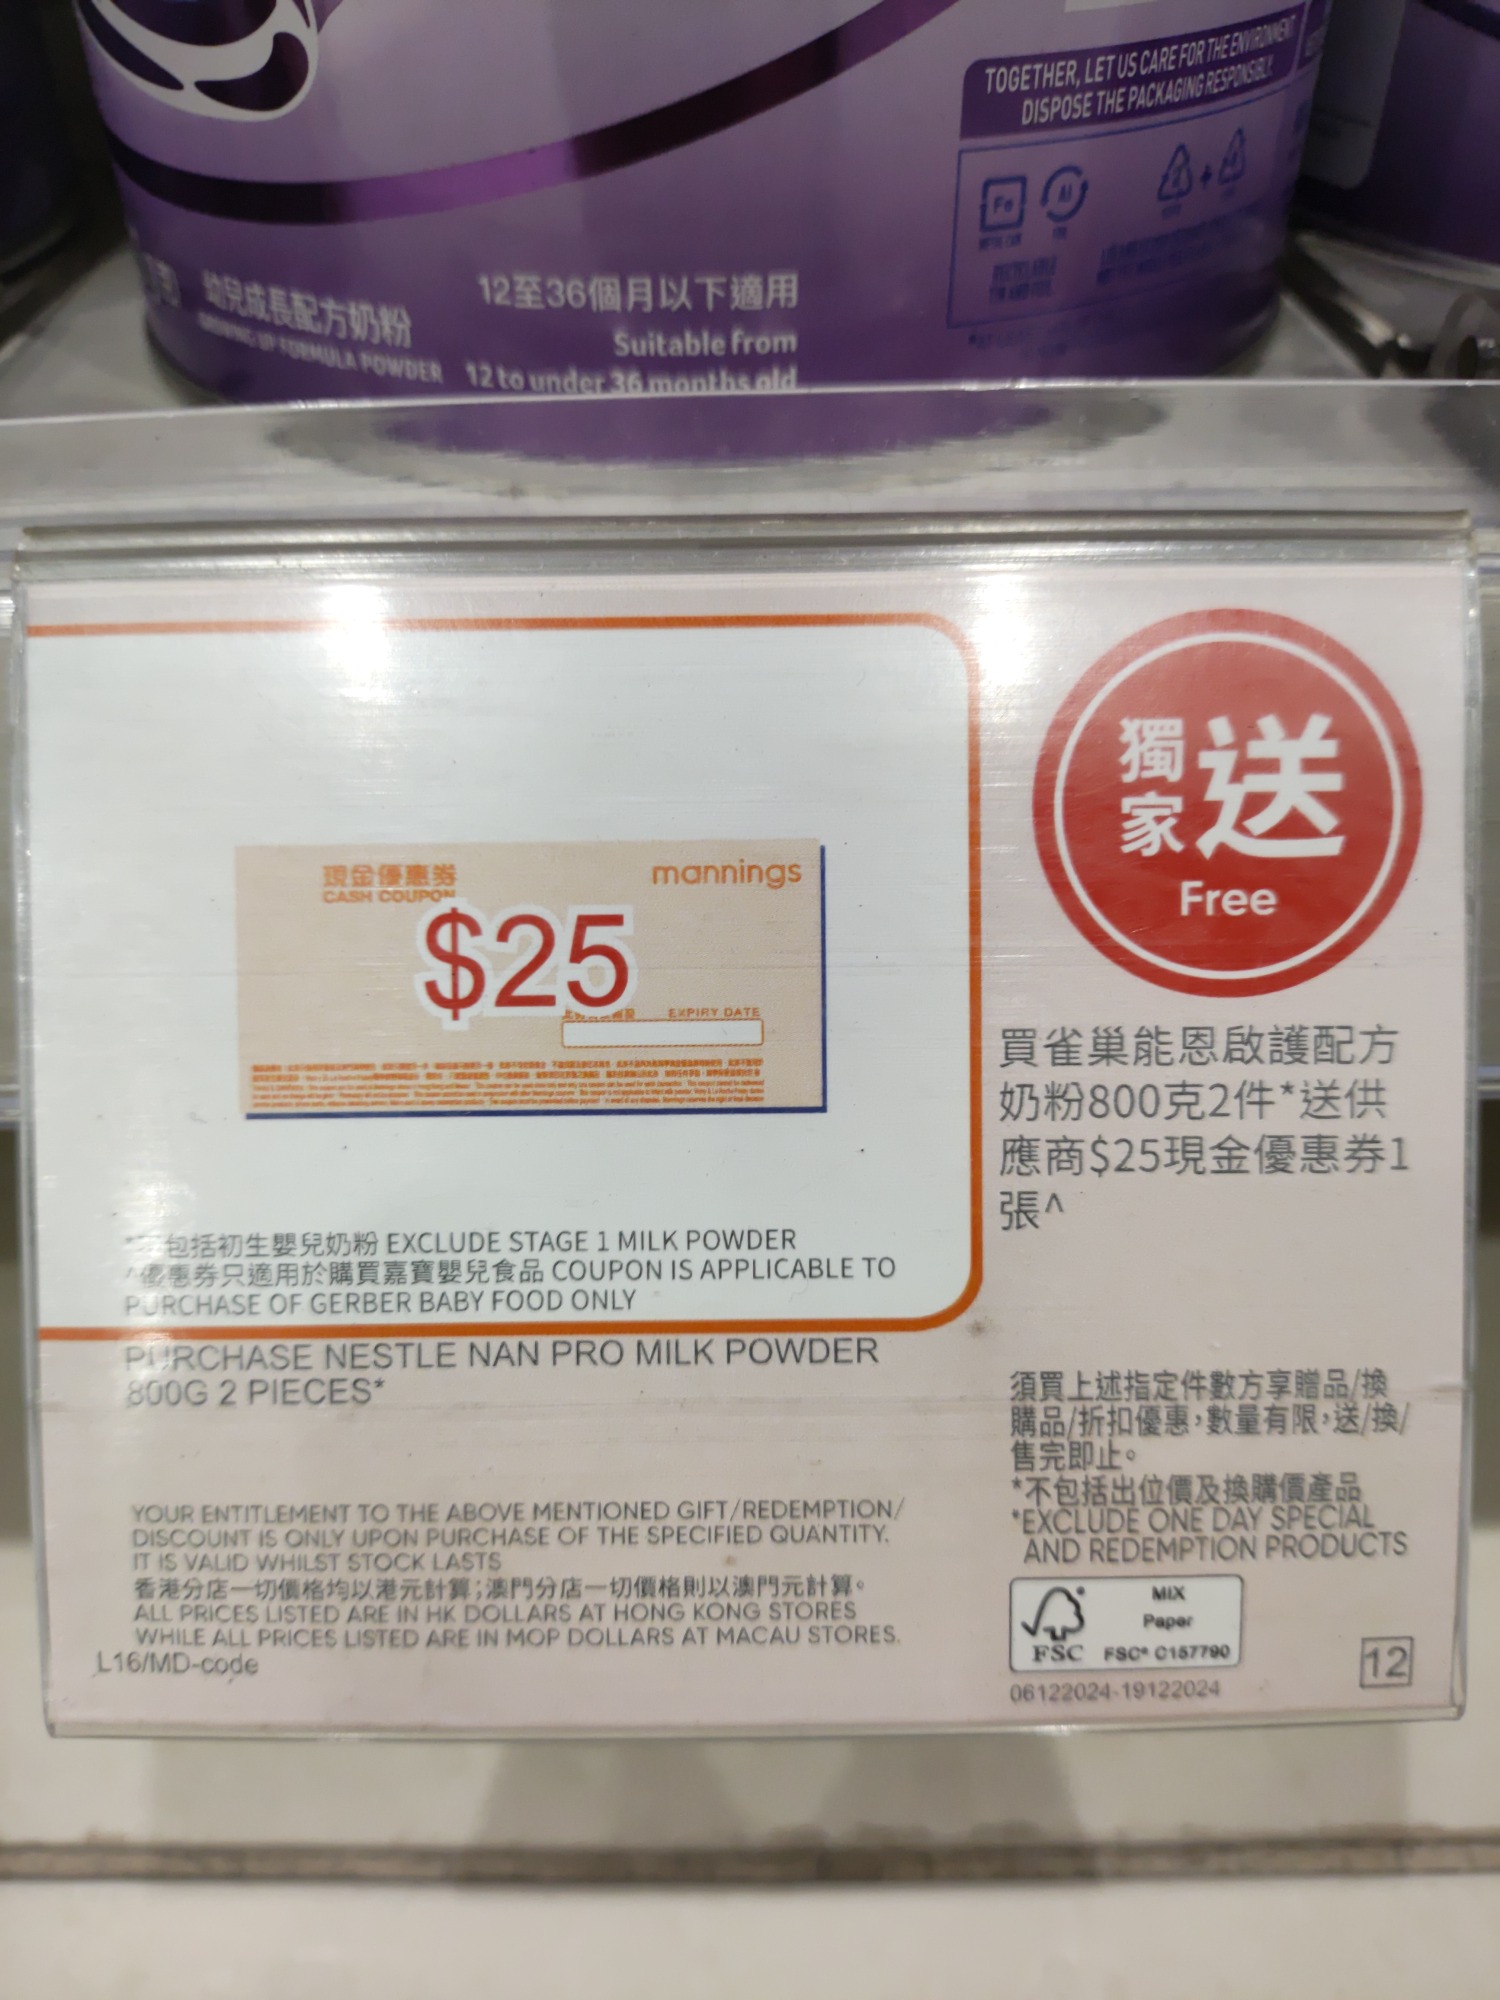 TOGETHER, LET US CARE FOR THE ENVIRONMENT
DISPOSE THE PACKAGING RESPONSIBLY.
Fe
Al
幼兒成長配方奶粉
GROWING UP FORMULA POWDER
12至36個月以下適用
Suitable from
12 to under 36 months old
現金優惠券
CASH COUPON
mannings
$25
EXPIRY DATE
獨家送
Free
買雀巢能恩啟護配方
奶粉800克2件*送供
應商$25現金優惠券1
張^
*不包括初生嬰兒奶粉 EXCLUDE STAGE 1 MILK POWDER
^優惠券只適用於購買嘉寶嬰兒食品 COUPON IS APPLICABLE TO
PURCHASE OF GERBER BABY FOOD ONLY
PURCHASE NESTLE NAN PRO MILK POWDER
800G 2 PIECES*
須買上述指定件數方享贈品/換
購品/折扣優惠,數量有限,送/換/
售完即止。
*不包括出位價及換購價產品
*EXCLUDE ONE DAY SPECIAL
AND REDEMPTION PRODUCTS
YOUR ENTITLEMENT TO THE ABOVE MENTIONED GIFT/REDEMPTION/
DISCOUNT IS ONLY UPON PURCHASE OF THE SPECIFIED QUANTITY.
IT IS VALID WHILST STOCK LASTS
香港分店一切價格均以港元計算;澳門分店一切價格則以澳門元計算。
ALL PRICES LISTED ARE IN HK DOLLARS AT HONG KONG STORES
WHILE ALL PRICES LISTED ARE IN MOP DOLLARS AT MACAU STORES.
L16/MD-code
FSC
MIX
Paper
FSC® C157790
06122024-19122024
12